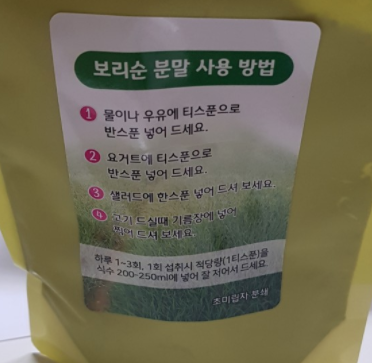 보리순 분말 사용 방법
1 물이나 우유에 티스푼으로
반스푼 넣어 드세요.
2 요거트에 티스푼으로
반스푼 넣어 드세요.
3 샐러드에 한스푼 넣어 드셔 보세요.
4 고기 드실때 기름장에 넣어
찍어 드셔 보세요.
하루 1~3회, 1회 섭취시 적당량(1티스푼)을
식수 200-250ml에 넣어 잘 저어서 드세요.
초미립자 분쇄